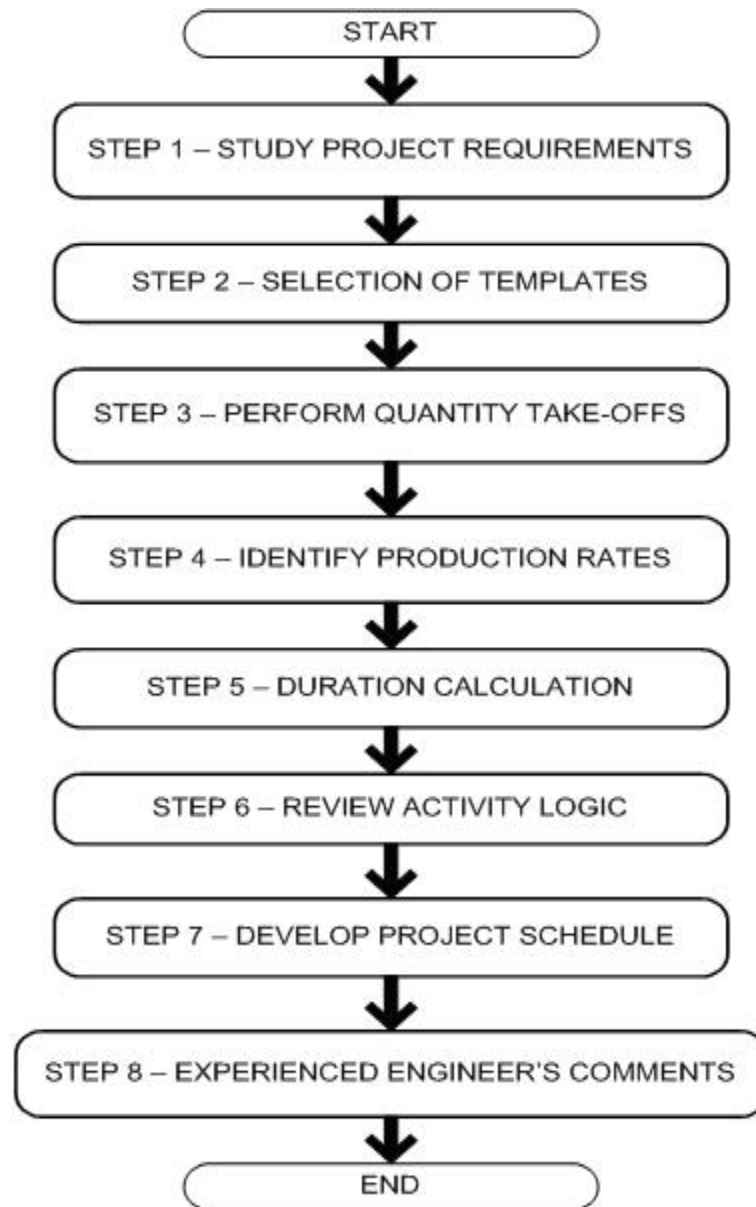 START
STEP 1 – STUDY PROJECT REQUIREMENTS
STEP 2 – SELECTION OF TEMPLATES
STEP 3 – PERFORM QUANTITY TAKE-OFFS
STEP 4 – IDENTIFY PRODUCTION RATES
STEP 5 – DURATION CALCULATION
STEP 6 – REVIEW ACTIVITY LOGIC
STEP 7 – DEVELOP PROJECT SCHEDULE
STEP 8 – EXPERIENCED ENGINEER'S COMMENTS
END